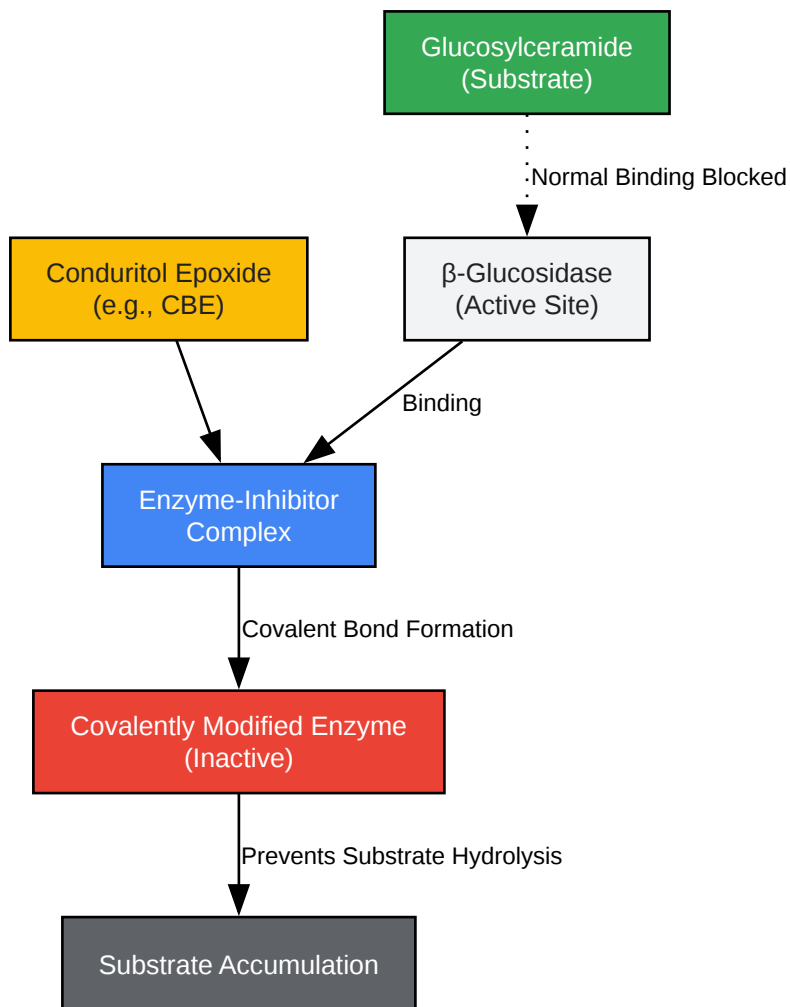 Glucosylceramide
(Substrate)
Normal Binding Blocked
Conduritol Epoxide
(e.g., CBE)
β-Glucosidase
(Active Site)
Binding
Enzyme-Inhibitor
Complex
Covalent Bond Formation
Covalently Modified Enzyme
(Inactive)
Prevents Substrate Hydrolysis
Substrate Accumulation